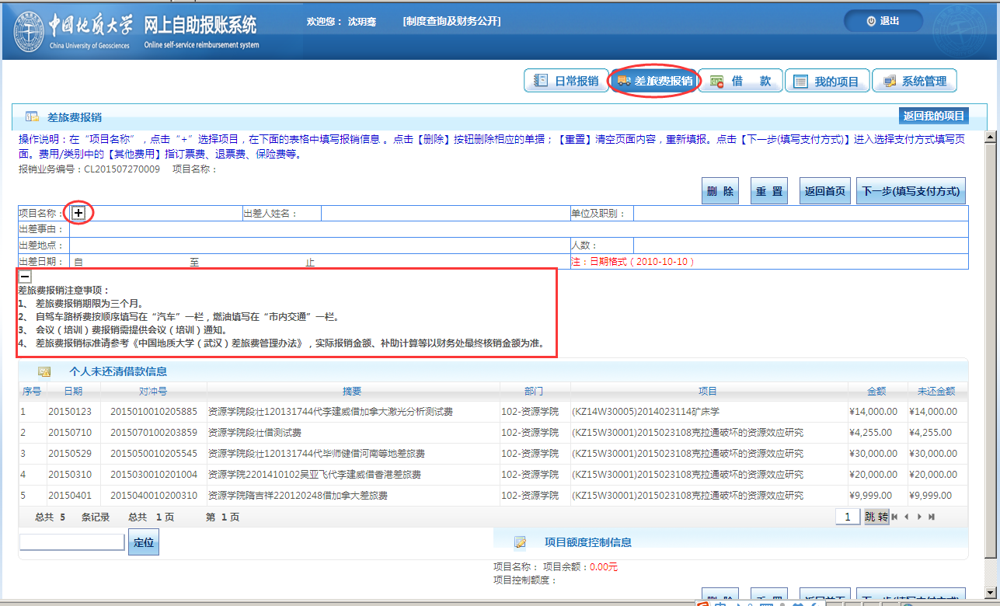 中国地质大学 网上自助报账系统 欢迎您： 沈玥骞 [制度查询及财务公开] 退出
China University of Geosciences Online self-service reimbursement system
日常报销 差旅费报销 借 款 我的项目 系统管理
差旅费报销 返回我的项目
操作说明：在“项目名称”，点击“+”选择项目，在下面的表格中填写报销信息 。点击【删除】按钮删除相应的单据；【重置】清空页面内容，重新填报。点击【下一步(填写支付方式)】进入选择支付方式填写页
面。费用/类别中的【其他费用】指订票费、退票费、保险费等。
报销业务编号：CL201507270009 项目名称：
删 除 重 置 返回首页 下一步(填写支付方式)
项目名称： + 出差人姓名： 单位及职别：
出差事由：
出差地点： 人数：
出差日期： 自 至 止 注：日期格式（2010-10-10）
差旅费报销注意事项：
1、 差旅费报销期限为三个月。
2、 自驾车路桥费按顺序填写在“汽车”一栏，燃油填写在“市内交通”一栏。
3、 会议（培训）费报销需提供会议（培训）通知。
4、 差旅费报销标准请参考《中国地质大学（武汉）差旅费管理办法》，实际报销金额、补助计算等以财务处最终核销金额为准。
个人未还清借款信息
序号 日期 对冲号 摘要 部门 项目 金额 未还金额
1 20150123 2015010010205885 资源学院段壮120131744代李建威借加拿大激光分析测试费 102-资源学院 (KZ14W30005)2014023114矿床学 ¥14,000.00 ¥14,000.00
2 20150710 2015070100203859 资源学院段壮借测试费 102-资源学院 (KZ15W30001)2015023108克拉通破坏的资源效应研究 ¥4,255.00 ¥4,255.00
3 20150529 2015050010205545 资源学院段壮120131744代毕师健借河南等地差旅费 102-资源学院 (KZ15W30001)2015023108克拉通破坏的资源效应研究 ¥30,000.00 ¥30,000.00
4 20150310 2015030010201004 资源学院2201410102吴亚飞代李建威借香港差旅费 102-资源学院 (KZ15W30001)2015023108克拉通破坏的资源效应研究 ¥20,000.00 ¥20,000.00
5 20150401 2015040010200310 资源学院隋吉祥220120248借加拿大差旅费 102-资源学院 (KZ15W30001)2015023108克拉通破坏的资源效应研究 ¥9,999.00 ¥9,999.00
总共 5 条记录 总共 1 页 第 1 页 1 跳 转
定位 项目额度控制信息
项目名称： 项目余额：0.00元
项目控制额度：
删 除 重 置 返回首页 下一步(填写支付方式)